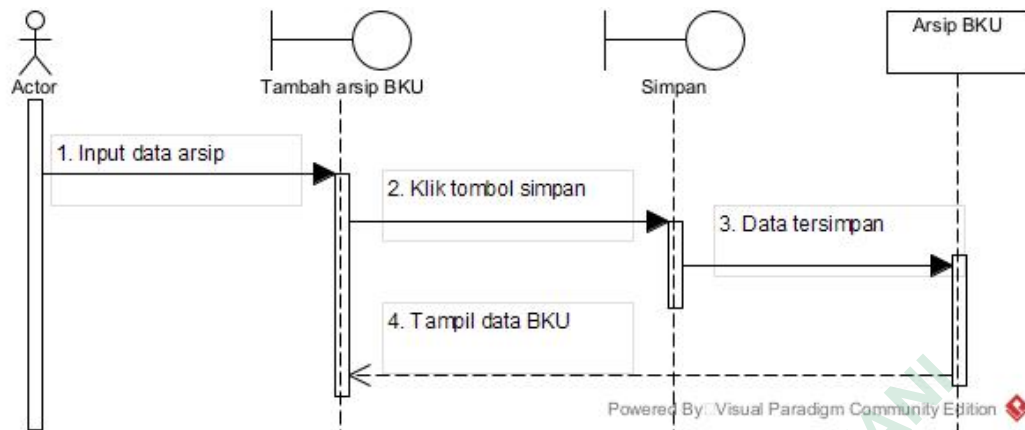 Arsip BKU
Actor
Tambah arsip BKU
Simpan
1. Input data arsip
2. Klik tombol simpan
3. Data tersimpan
4. Tampil data BKU
Powered By Visual Paradigm Community Edition
ANI